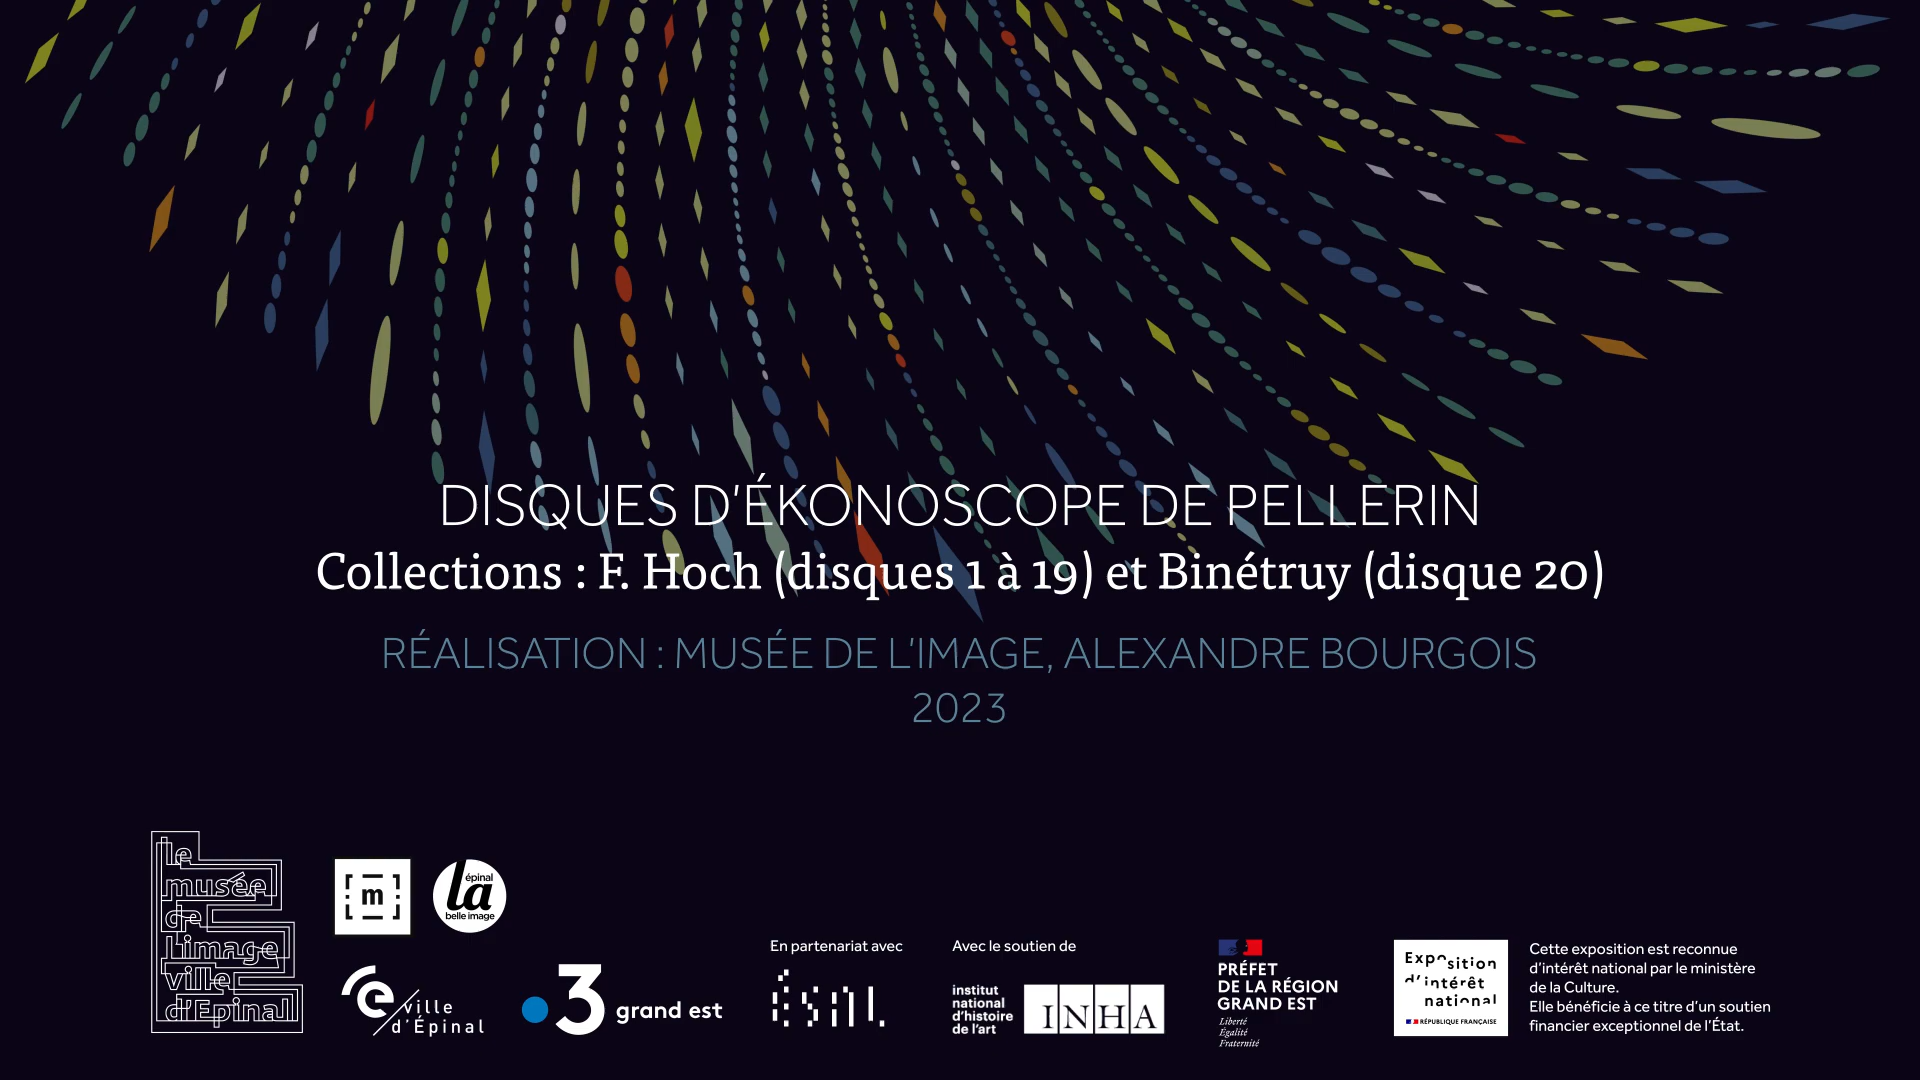 DISQUES D'ÉKONOSCOPE DE PELLERIN
Collections : F. Hoch (disques 1 à 19) et Binétruy (disque 20)
RÉALISATION : MUSÉE DE L'IMAGE, ALEXANDRE BOURGOIS
2023
le
musée
de
l'image
ville
d'Epinal
[m]
épinal
la
belle image
ville
d'Épinal
3 grand est
En partenariat avec
ésal.
Avec le soutien de
institut
national
d'histoire
de l'art
INHA
PRÉFET
DE LA RÉGION
GRAND EST
Liberté
Égalité
Fraternité
Exposition
d'intérêt
national
RÉPUBLIQUE FRANÇAISE
Cette exposition est reconnue
d'intérêt national par le ministère
de la Culture.
Elle bénéficie à ce titre d'un soutien
financier exceptionnel de l'État.